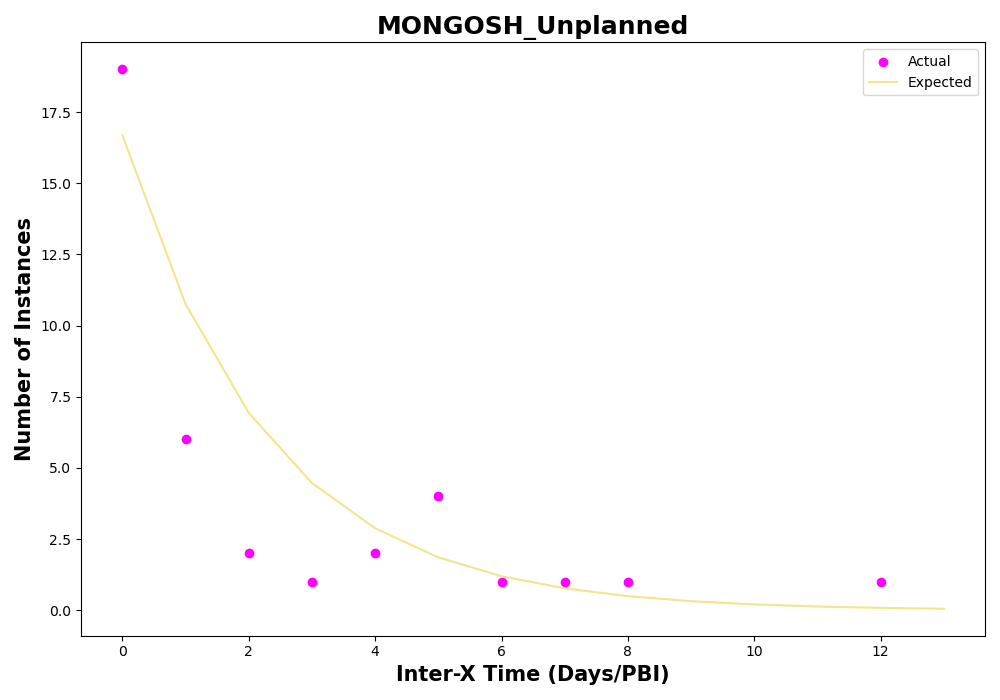 MONGOSH_Unplanned
Actual
Expected
Number of Instances
17.5
15.0
12.5
10.0
7.5
5.0
2.5
0.0
0 2 4 6 8 10 12
Inter-X Time (Days/PBI)